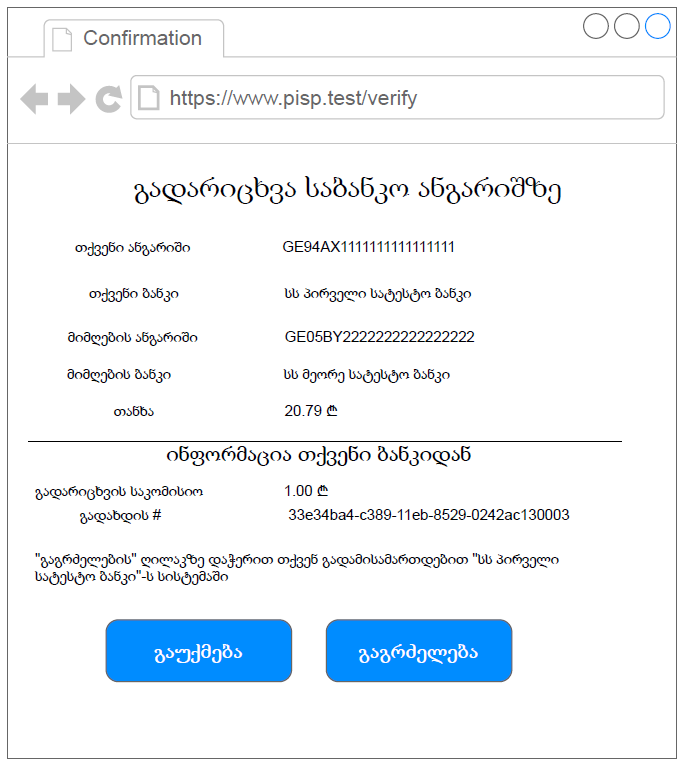 Confirmation
https://www.pisp.test/verify
გადარიცხვა საბანკო ანგარიშზე
თქვენი ანგარიში GE94AX1111111111111111
თქვენი ბანკი სს პირველი სატესტო ბანკი
მიმღების ანგარიში GE05BY2222222222222222
მიმღების ბანკი სს მეორე სატესტო ბანკი
თანხა 20.79 ₾
ინფორმაცია თქვენი ბანკიდან
გადარიცხვის საკომისიო 1.00 ₾
გადახდის # 33e34ba4-c389-11eb-8529-0242ac130003
"გაგრძელების" ღილაკზე დაჭერით თქვენ გადამისამართდებით "სს პირველი
სატესტო ბანკი"-ს სისტემაში
გაუქმება გაგრძელება